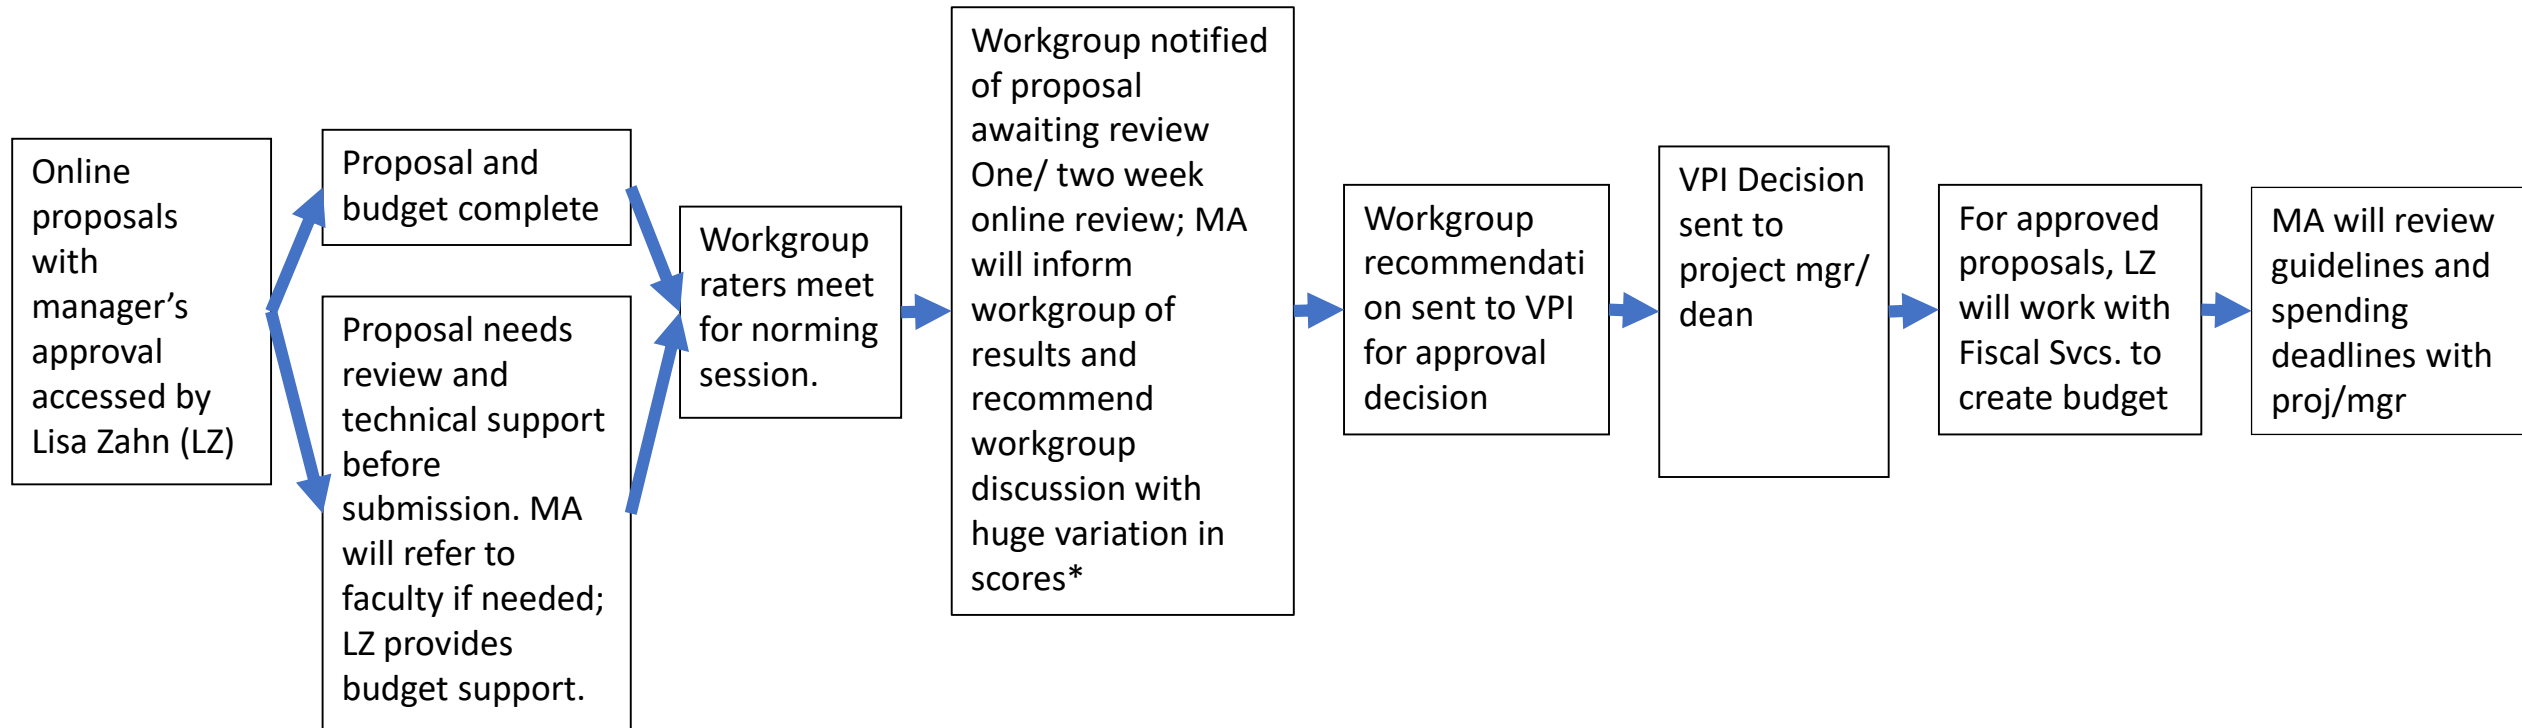 Online
proposals
with
manager’s
approval
accessed by
Lisa Zahn (LZ)
Proposal and
budget complete
Proposal needs
review and
technical support
before
submission. MA
will refer to
faculty if needed;
LZ provides
budget support.
Workgroup
raters meet
for norming
session.
Workgroup notified
of proposal
awaiting review
One/ two week
online review; MA
will inform
workgroup of
results and
recommend
workgroup
discussion with
huge variation in
scores*
Workgroup
recommendati
on sent to VPI
for approval
decision
VPI Decision
sent to
project mgr/
dean
For approved
proposals, LZ
will work with
Fiscal Svcs. to
create budget
MA will review
guidelines and
spending
deadlines with
proj/mgr